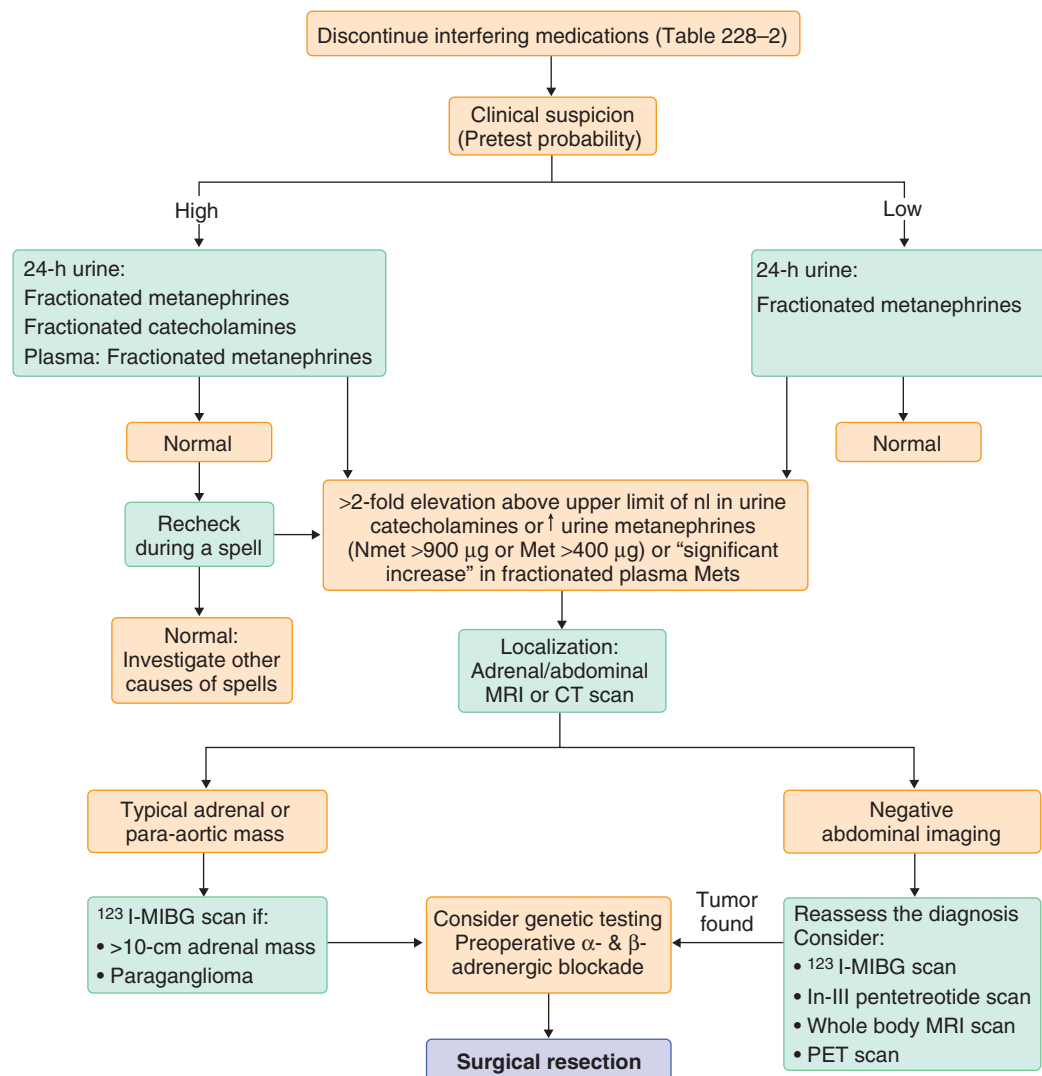 Discontinue interfering medications (Table 228–2)
Clinical suspicion
(Pretest probability)
High
Low
24-h urine:
Fractionated metanephrines
Fractionated catecholamines
Plasma: Fractionated metanephrines
24-h urine:
Fractionated metanephrines
Normal
Normal
Recheck
during a spell
>2-fold elevation above upper limit of nl in urine
catecholamines or ↑ urine metanephrines
(Nmet >900 μg or Met >400 μg) or “significant
increase” in fractionated plasma Mets
Normal:
Investigate other
causes of spells
Localization:
Adrenal/abdominal
MRI or CT scan
Typical adrenal or
para-aortic mass
Negative
abdominal imaging
¹²³ I-MIBG scan if:
• >10-cm adrenal mass
• Paraganglioma
Consider genetic testing
Preoperative α- & β-
adrenergic blockade
Tumor
found
Reassess the diagnosis
Consider:
• ¹²³ I-MIBG scan
• In-III pentetreotide scan
• Whole body MRI scan
• PET scan
Surgical resection